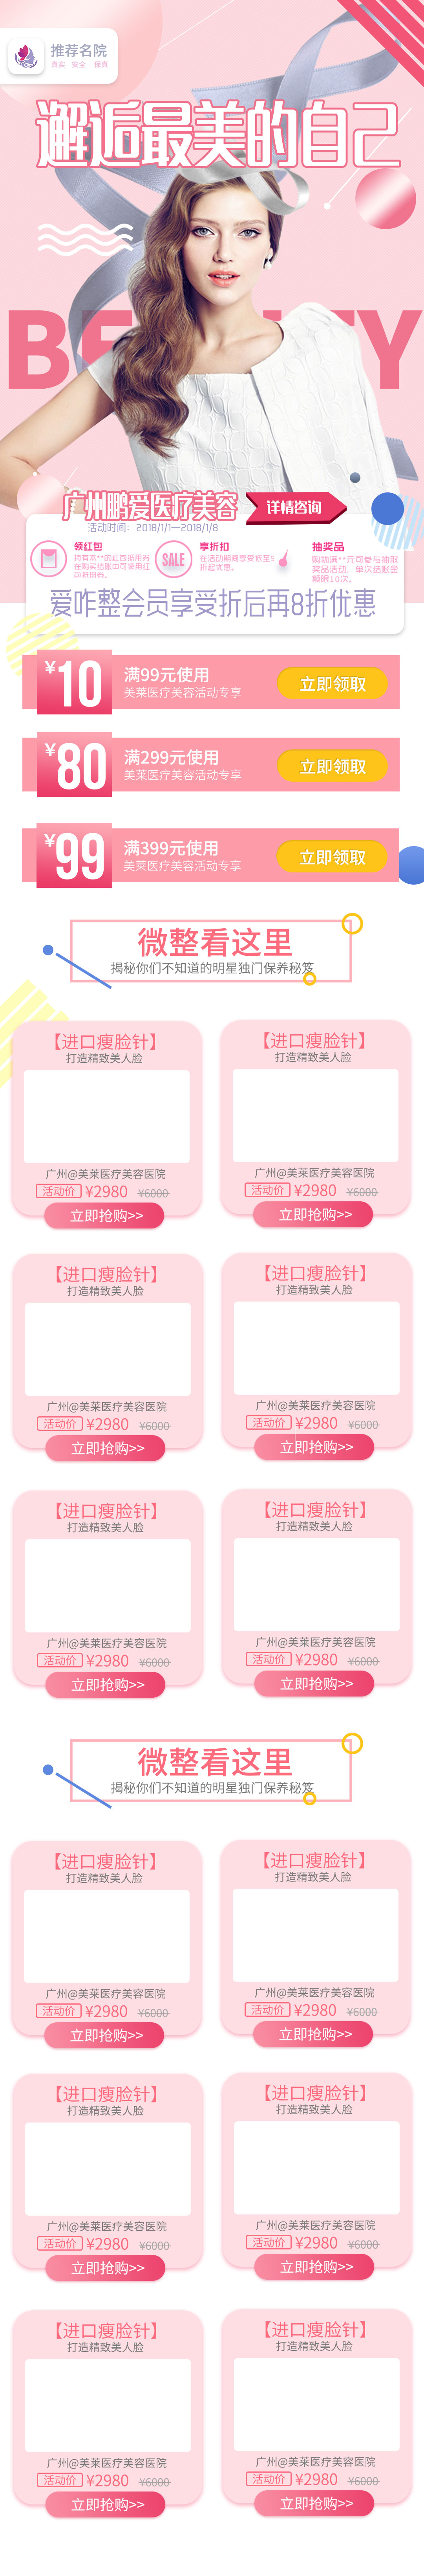 推荐名院
真实 安全 保真
邂逅最美的自己
BEAUTY
广州鹏爱医疗美容
详情咨询
活动时间：2018/1/1—2018/1/8
领红包
持有本**的红包抵用券
在购买结账中可使用红
包抵用券。
SALE
享折扣
在活动期间享受低至5
折起优惠。
抽奖品
购物满**元可参与抽取
奖品活动，单次结账金
额限10次。
爱咋整会员享受折后再8折优惠
¥10
满99元使用
美莱医疗美容活动专享
立即领取
¥80
满299元使用
美莱医疗美容活动专享
立即领取
¥99
满399元使用
美莱医疗美容活动专享
立即领取
微整看这里
揭秘你们不知道的明星独门保养秘笈
【进口瘦脸针】
打造精致美人脸
广州@美莱医疗美容医院
活动价 ¥2980 ¥6000
立即抢购>>
【进口瘦脸针】
打造精致美人脸
广州@美莱医疗美容医院
活动价 ¥2980 ¥6000
立即抢购>>
【进口瘦脸针】
打造精致美人脸
广州@美莱医疗美容医院
活动价 ¥2980 ¥6000
立即抢购>>
【进口瘦脸针】
打造精致美人脸
广州@美莱医疗美容医院
活动价 ¥2980 ¥6000
立即抢购>>
【进口瘦脸针】
打造精致美人脸
广州@美莱医疗美容医院
活动价 ¥2980 ¥6000
立即抢购>>
【进口瘦脸针】
打造精致美人脸
广州@美莱医疗美容医院
活动价 ¥2980 ¥6000
立即抢购>>
微整看这里
揭秘你们不知道的明星独门保养秘笈
【进口瘦脸针】
打造精致美人脸
广州@美莱医疗美容医院
活动价 ¥2980 ¥6000
立即抢购>>
【进口瘦脸针】
打造精致美人脸
广州@美莱医疗美容医院
活动价 ¥2980 ¥6000
立即抢购>>
【进口瘦脸针】
打造精致美人脸
广州@美莱医疗美容医院
活动价 ¥2980 ¥6000
立即抢购>>
【进口瘦脸针】
打造精致美人脸
广州@美莱医疗美容医院
活动价 ¥2980 ¥6000
立即抢购>>
【进口瘦脸针】
打造精致美人脸
广州@美莱医疗美容医院
活动价 ¥2980 ¥6000
立即抢购>>
【进口瘦脸针】
打造精致美人脸
广州@美莱医疗美容医院
活动价 ¥2980 ¥6000
立即抢购>>